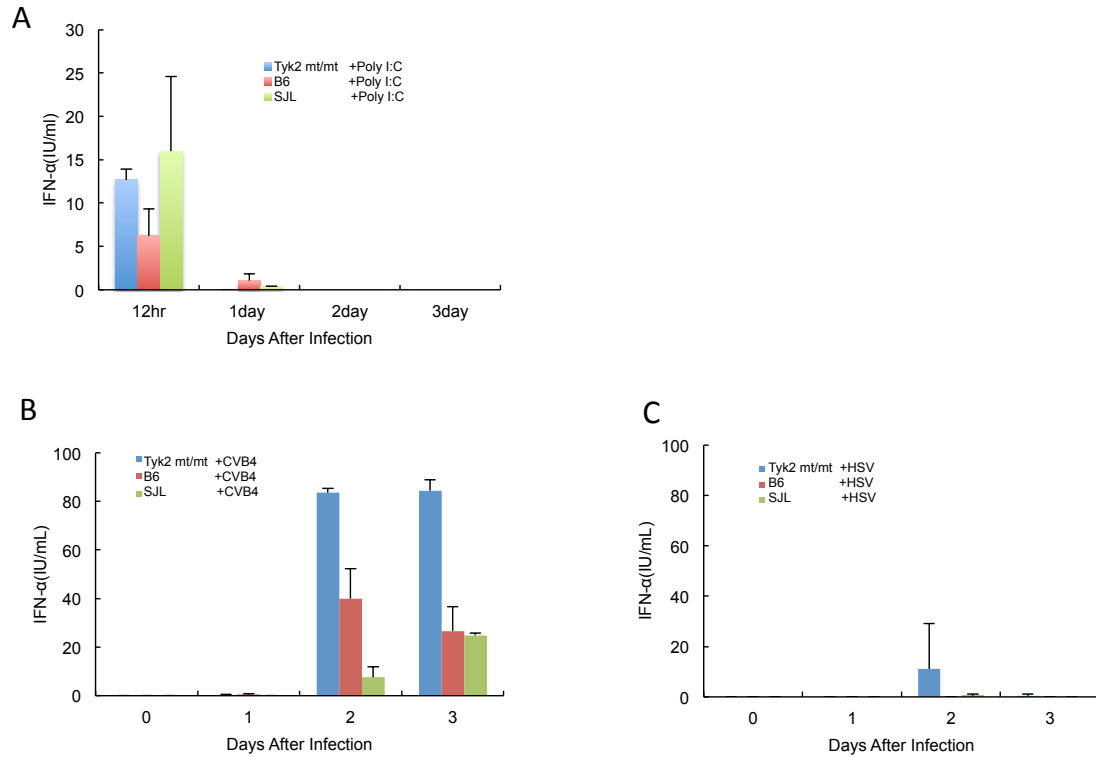 A
30
25
20
15
10
5
0
IFN-α(IU/ml)
Tyk2 mt/mt +Poly I:C
B6 +Poly I:C
SJL +Poly I:C
12hr 1day 2day 3day
Days After Infection
B
100
80
60
40
20
0
IFN-α(IU/mL)
Tyk2 mt/mt +CVB4
B6 +CVB4
SJL +CVB4
0 1 2 3
Days After Infection
C
100
80
60
40
20
0
IFN-α(IU/mL)
Tyk2 mt/mt +HSV
B6 +HSV
SJL +HSV
0 1 2 3
Days After Infection